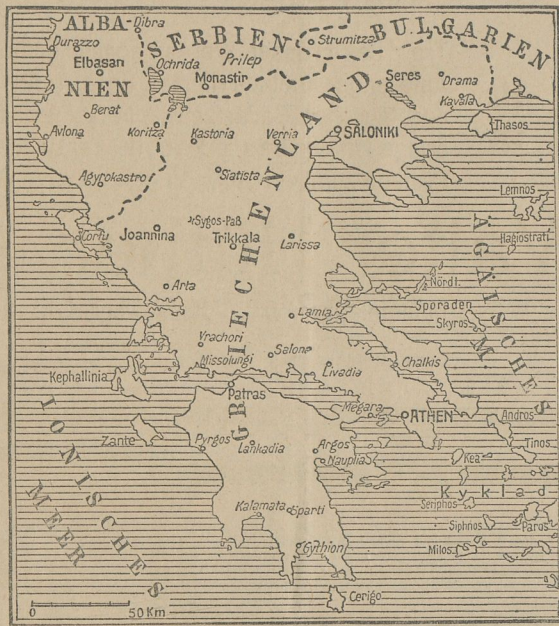 ALBA-
NIEN
SERBIEN
BULGARIEN
Dibra
Durazzo
Elbasan
Ochrida
Prilep
Monastir
Strumitza
Seres
Drama
Kavala
Thasos
Berat
Avlona
Koritza
Kastoria
Verria
SALONIKI
Agyrokastro
Siatista
Lemnos
Hagiostrati
Corfu
Joannina
Sygos-Paß
Trikkala
Larissa
GRIECHENLAND
ÄGÄISCHES
M.
Arta
Nördl.
Sporaden
Skyros
Lamia
Vrachori
Missolungi
Salona
Livadia
Chalkis
Kephallinia
Patras
Megara
ATHEN
Andros
Zante
Pyrgos
Lankadia
Argos
Nauplia
Tinos
Kea
Kyklad
Seriphos
Siphnos
Paros
Milos
Kalamata
Sparti
Gythion
Cerigo
IONISCHES
MEER
0
50 Km